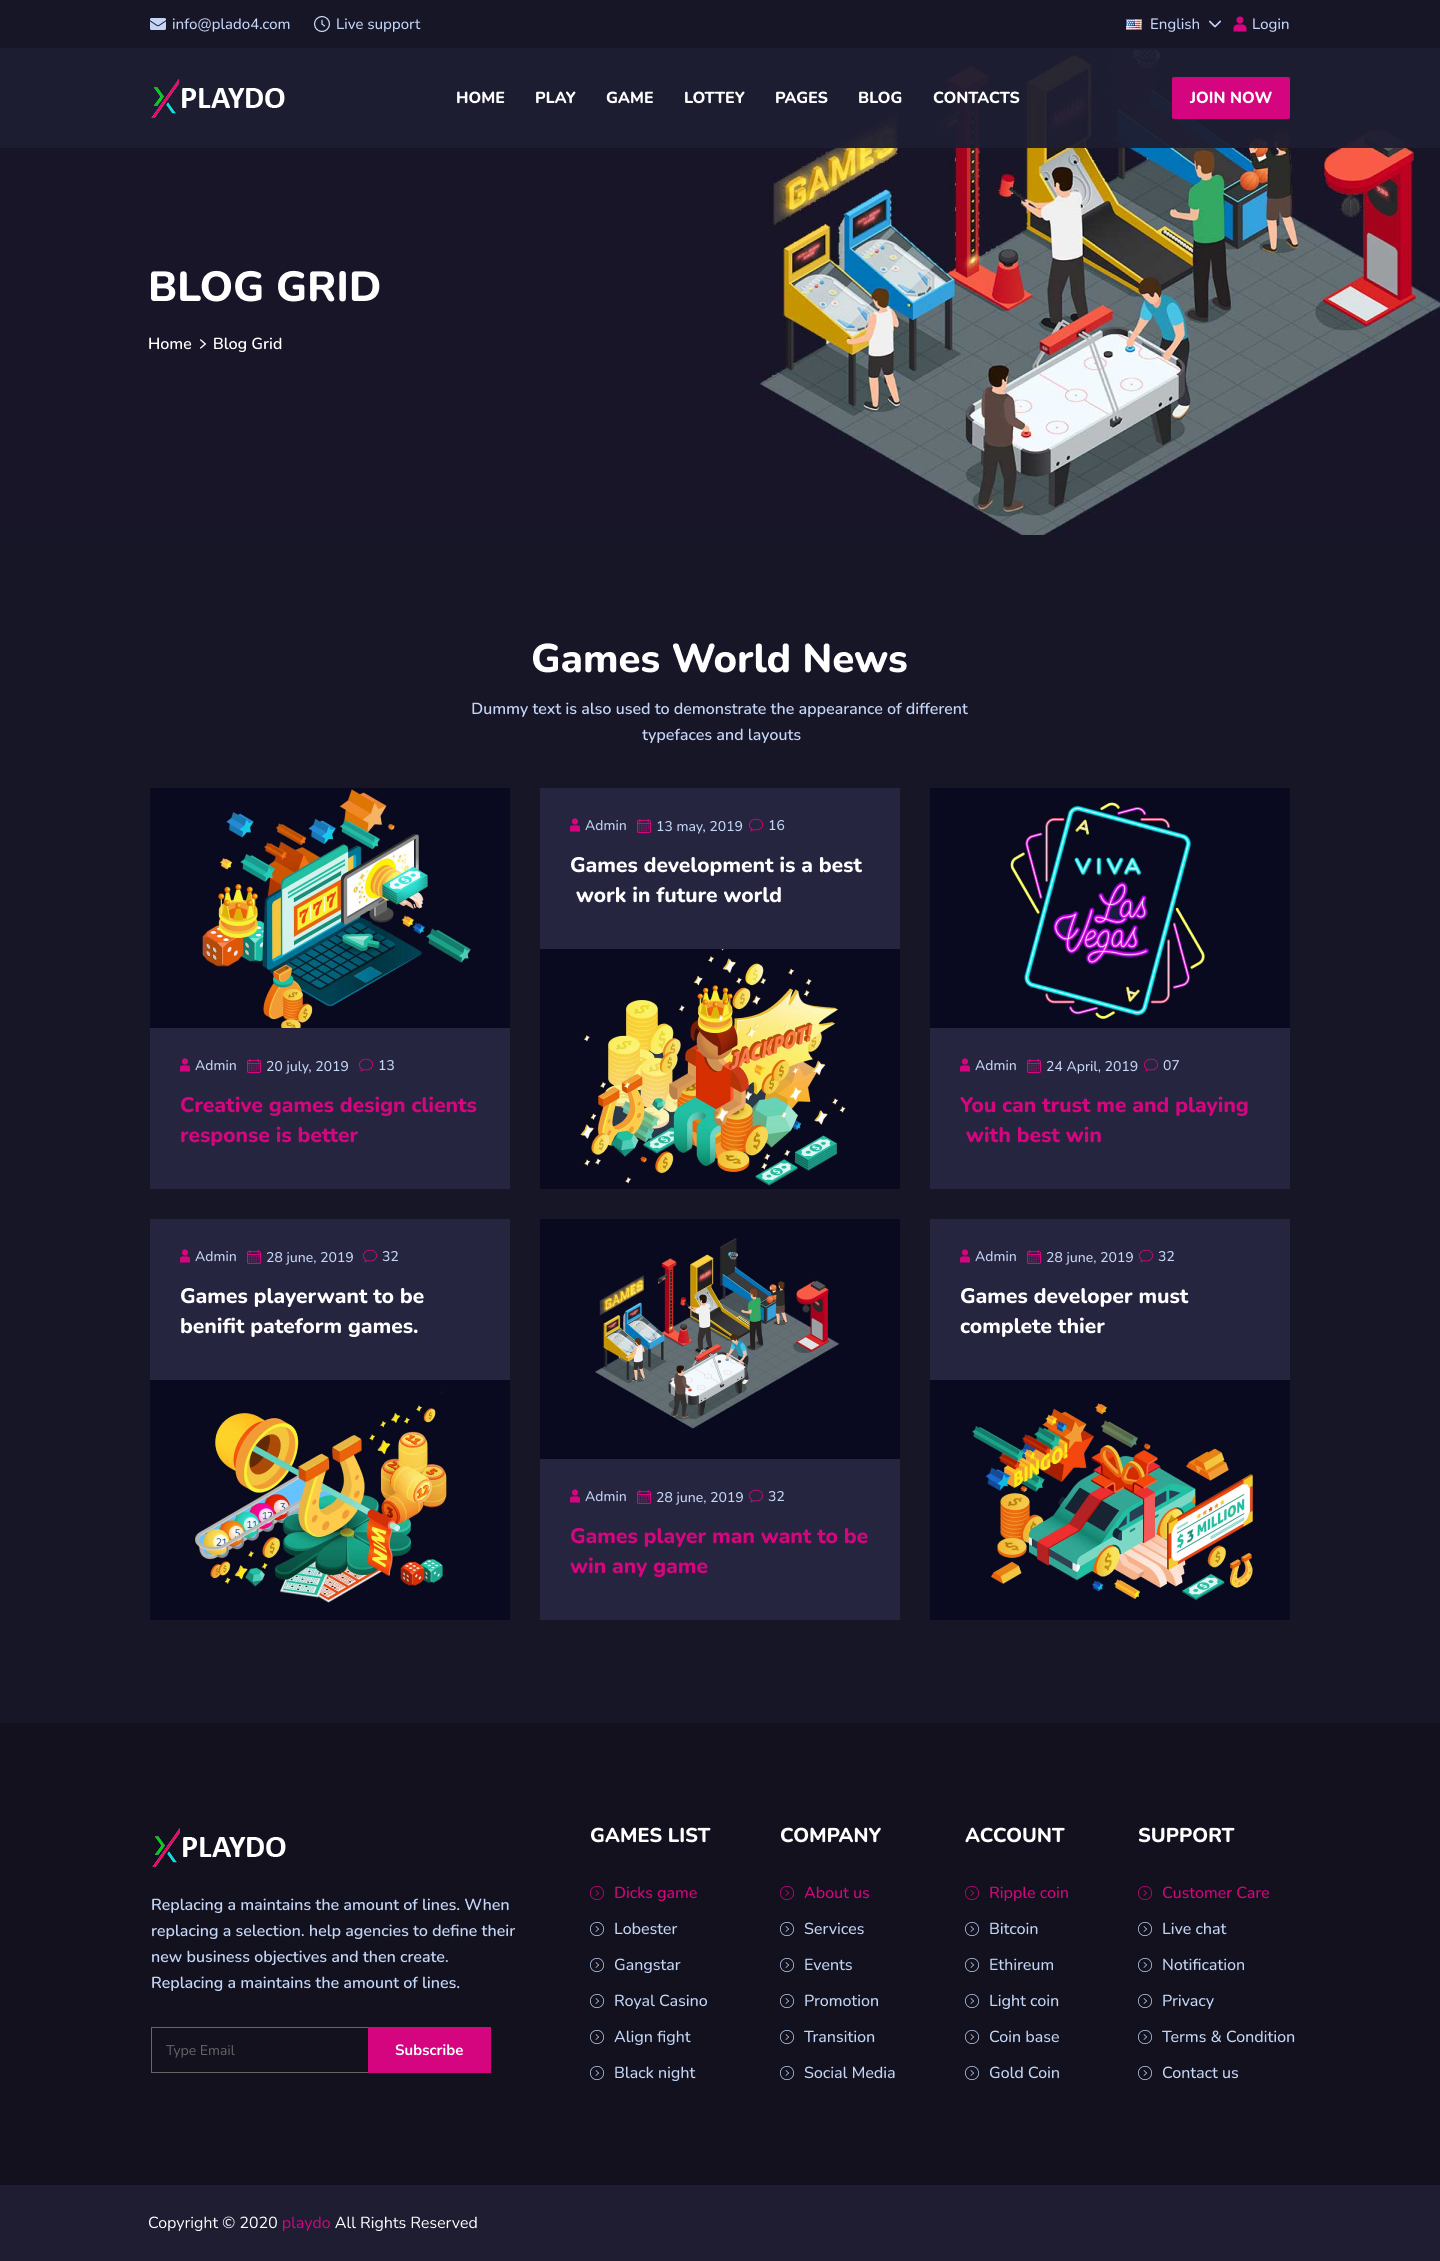 info@plado4.com
Live support
English
Login
PLAYDO
HOME
PLAY
GAME
LOTTEY
PAGES
BLOG
CONTACTS
JOIN NOW
GAMES
BLOG GRID
Home > Blog Grid
Games World News
Dummy text is also used to demonstrate the appearance of different
typefaces and layouts
777
Admin 20 july, 2019 13
Creative games design clients
response is better
Admin 13 may, 2019 16
Games development is a best
work in future world
JACKPOT!
A
VIVA
Las
Vegas
A
Admin 24 April, 2019 07
You can trust me and playing
with best win
Admin 28 june, 2019 32
Games playerwant to be
benifit pateform games.
21 5 11 17 3
WIN
GAMES
Admin 28 june, 2019 32
Games player man want to be
win any game
Admin 28 june, 2019 32
Games developer must
complete thier
BINGO!
$3 MILLION
PLAYDO
Replacing a maintains the amount of lines. When
replacing a selection. help agencies to define their
new business objectives and then create.
Replacing a maintains the amount of lines.
Type Email
Subscribe
GAMES LIST
Dicks game
Lobester
Gangstar
Royal Casino
Align fight
Black night
COMPANY
About us
Services
Events
Promotion
Transition
Social Media
ACCOUNT
Ripple coin
Bitcoin
Ethireum
Light coin
Coin base
Gold Coin
SUPPORT
Customer Care
Live chat
Notification
Privacy
Terms & Condition
Contact us
Copyright © 2020 playdo All Rights Reserved